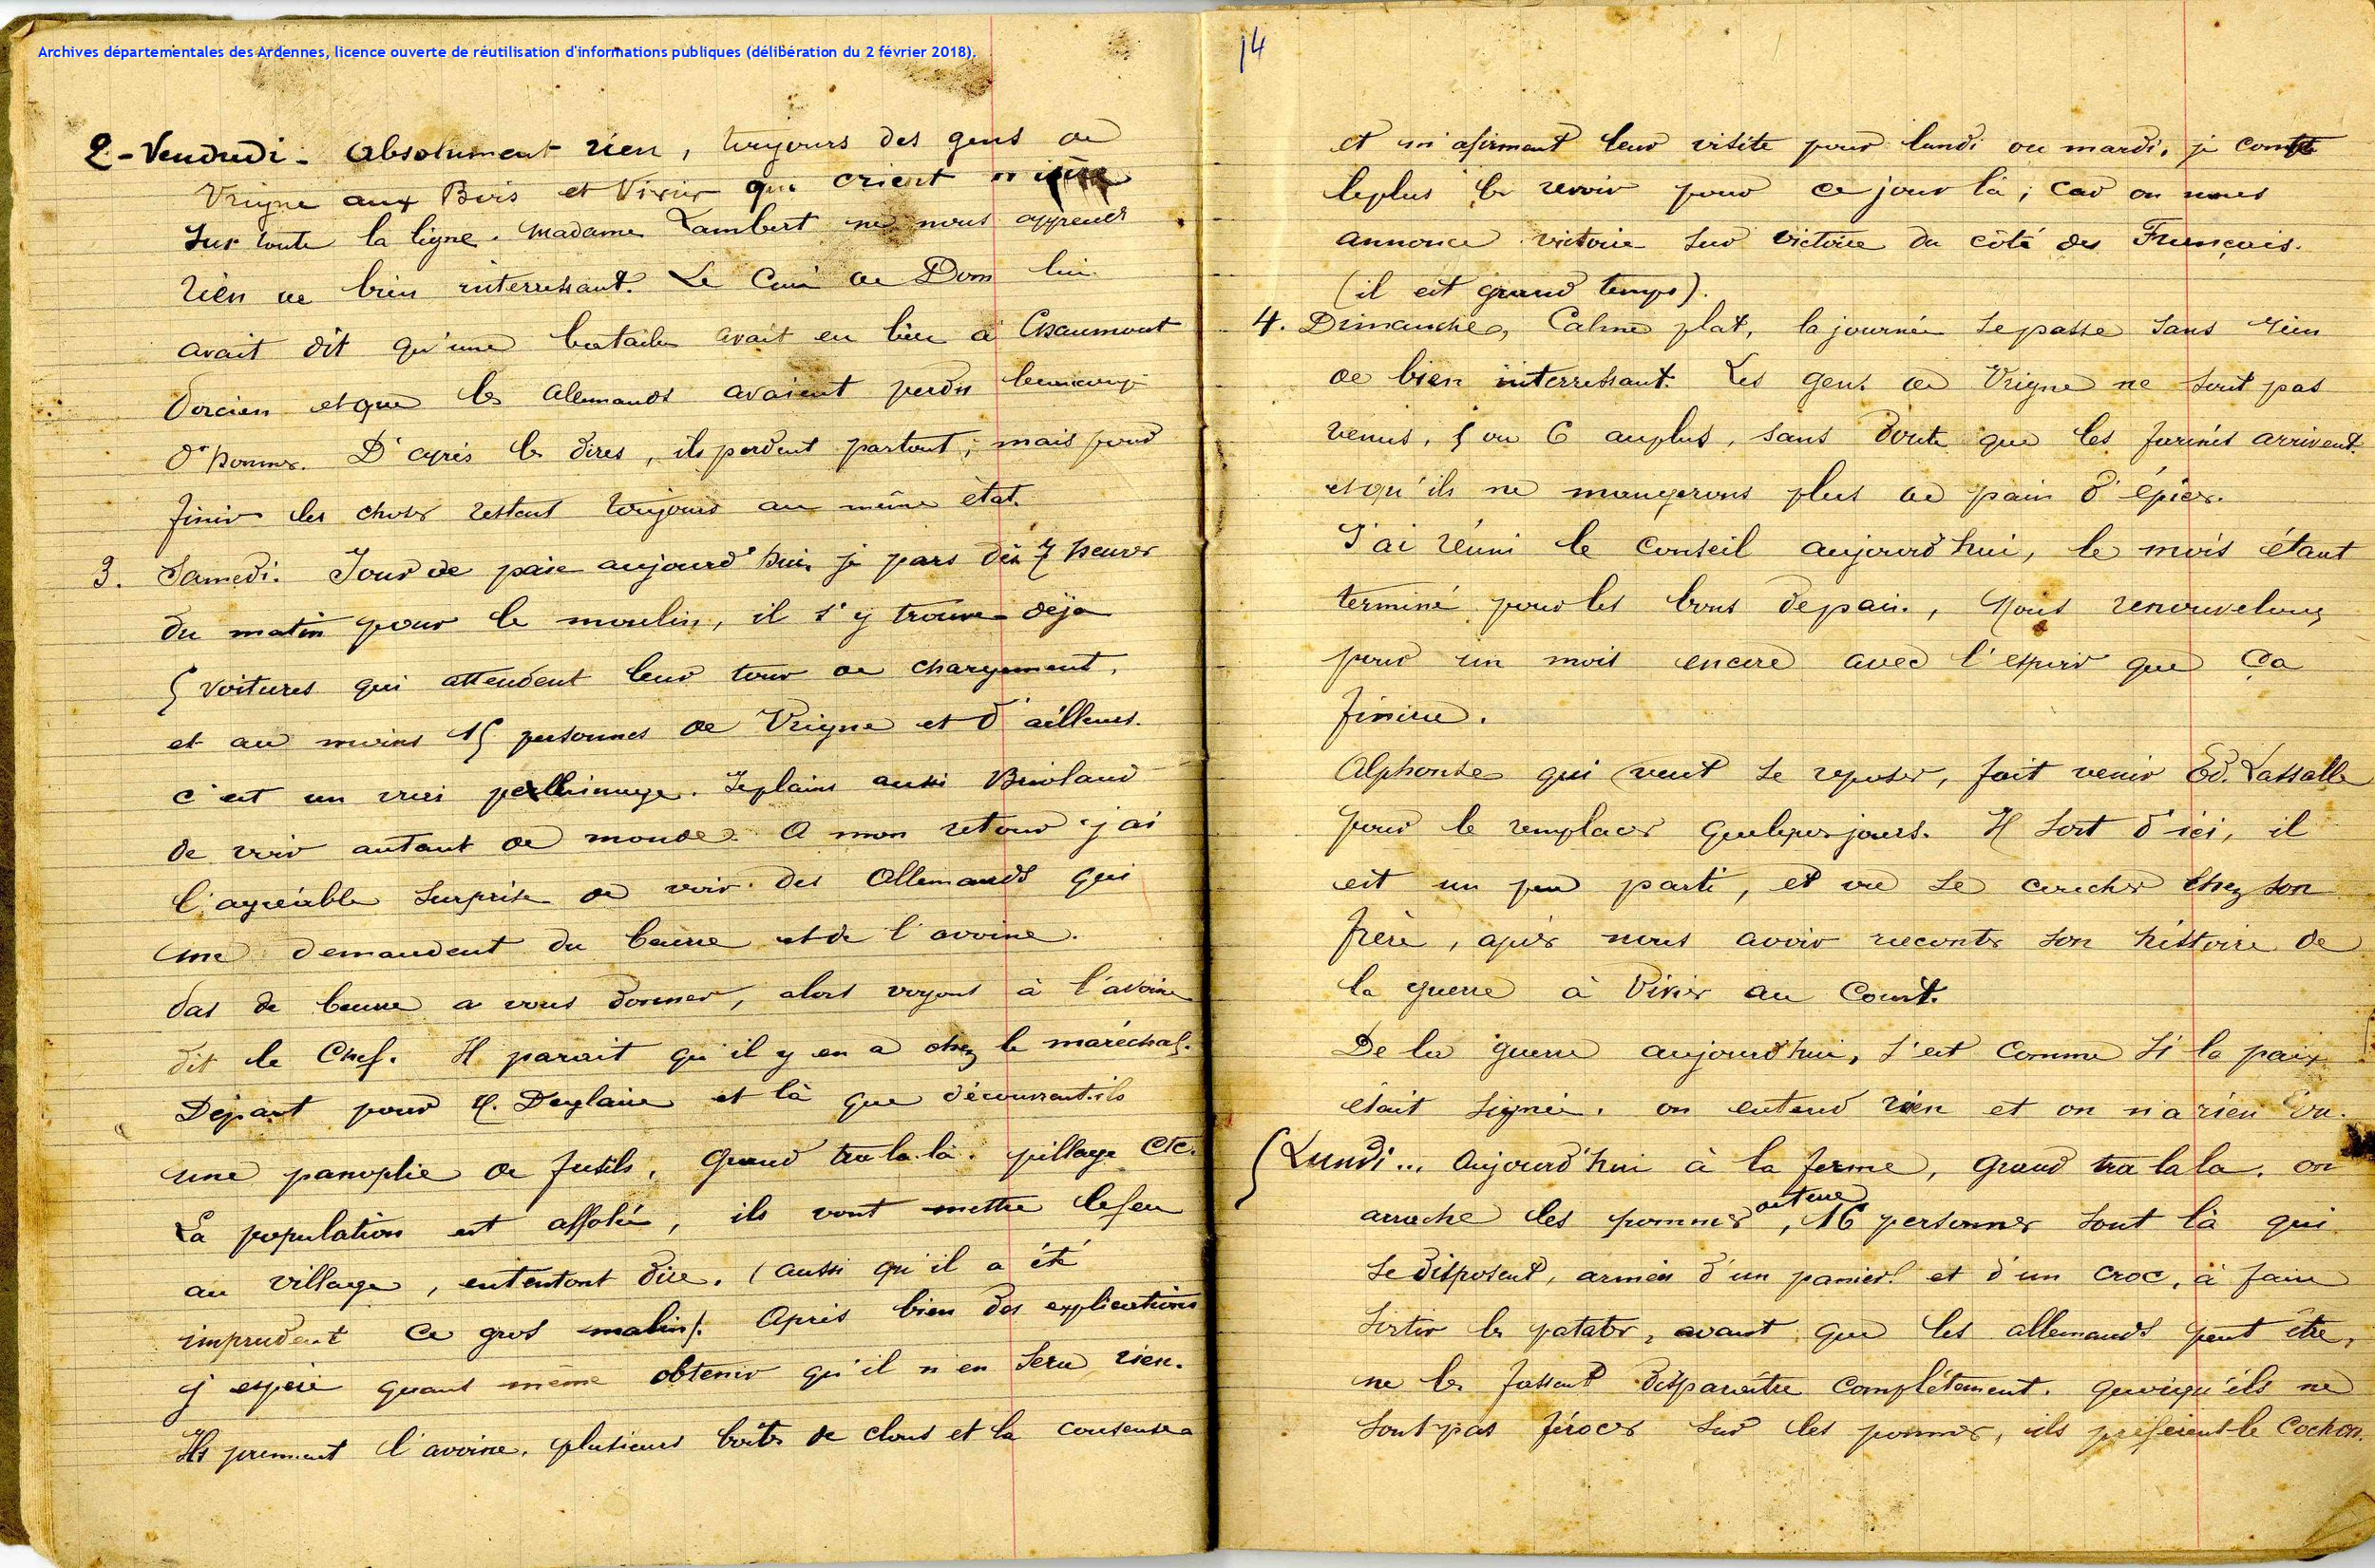 Archives départementales des Ardennes, licence ouverte de réutilisation d'informations publiques (délibération du 2 février 2018).
2 - Vendredi - Absolument rien, toujours des gens de
Vrigne aux Bois et Vivier qui crient misère
sur toute la ligne. Madame Lambert ne nous apprend
rien de bien interressant. Le Curé de Dom lui
avait dit qu'une bataille avait eu lieu à Chaumont
Porcien et que les Alemands avaient perdu beaucoup
d'hommes. D'après les dires, ils perdent partout, mais pour
finir les choses restent toujours au même état.
3. Samedi. Jour de paie aujourd'hui, je pars dès 7 heures
du matin pour le moulin, il s'y trouve déja
5 voitures qui attendent leur tour de chargement,
et au moins 15 personnes de Vrigne et d'ailleurs.
c'est un vrai pellerinage. Je plains aussi
de voir autant de monde. A mon retour j'ai
l'agréable surprise de voir des Allemands qui
me demandent du beurre et de l'avoine.
Pas de beurre a vous donner, alors voyons à l'avoine
dit le Chef. Il parait qu'il y en a chez le maréchal.
Départ pour et là que découvrent-ils
une panoplie de fusils, grand tra la là. pillage etc.
La population est affolée, ils vont mettre le feu
au village, ententon dire. (aussi qu'il a été
imprudent ce gros malin). Après bien des explications
j'espère quant même obtenir qu'il n'en sera rien.
Ils prennent l'avoine, plusieurs boîtes de clous et la
14
et m'afirment leur visite pour lundi ou mardi, je compte
le plus les revoir pour ce jour là, car on nous
annonce victoire sur victoire du côté des Français.
(il est grand temps).
4. Dimanche, Calme plat, la journée se passe sans rien
de bien interressant. Les gens de Vrigne ne sont pas
venus, 5 ou 6 au plus, sans doute que les farines arrivent.
et qu'ils ne mangerons plus de pain d'épices.
J'ai réuni le Conseil aujourd'hui, le mois étant
terminé pour les bons de pain, Nous renouvelons
pour un mois encore avec l'espoir que ça
finira.
Alphonse qui veut se reposer, fait venir Ed. Lassalle
pour le remplacer quelques jours. Il sort d'ici, il
est un peu parti, et va se coucher chez son
frère, après nous avoir raconter son histoire de
la guerre à Vivier au Court.
De la guerre aujourd'hui, s'est comme si la paix
était signée, on entend rien et on n'a rien vu.
5 Lundi... Aujourd'hui à la ferme, grand tra la la, on
arrache les pommes de terre, 16 personnes sont là qui
se disposent, armées d'un panier et d'un croc, à faire
sortir les patates, avant que les allemands peut être,
ne les fassent disparaître complètement. quoiqu'ils ne
sont pas féroces sur les pommes, ils preferent le cochon.